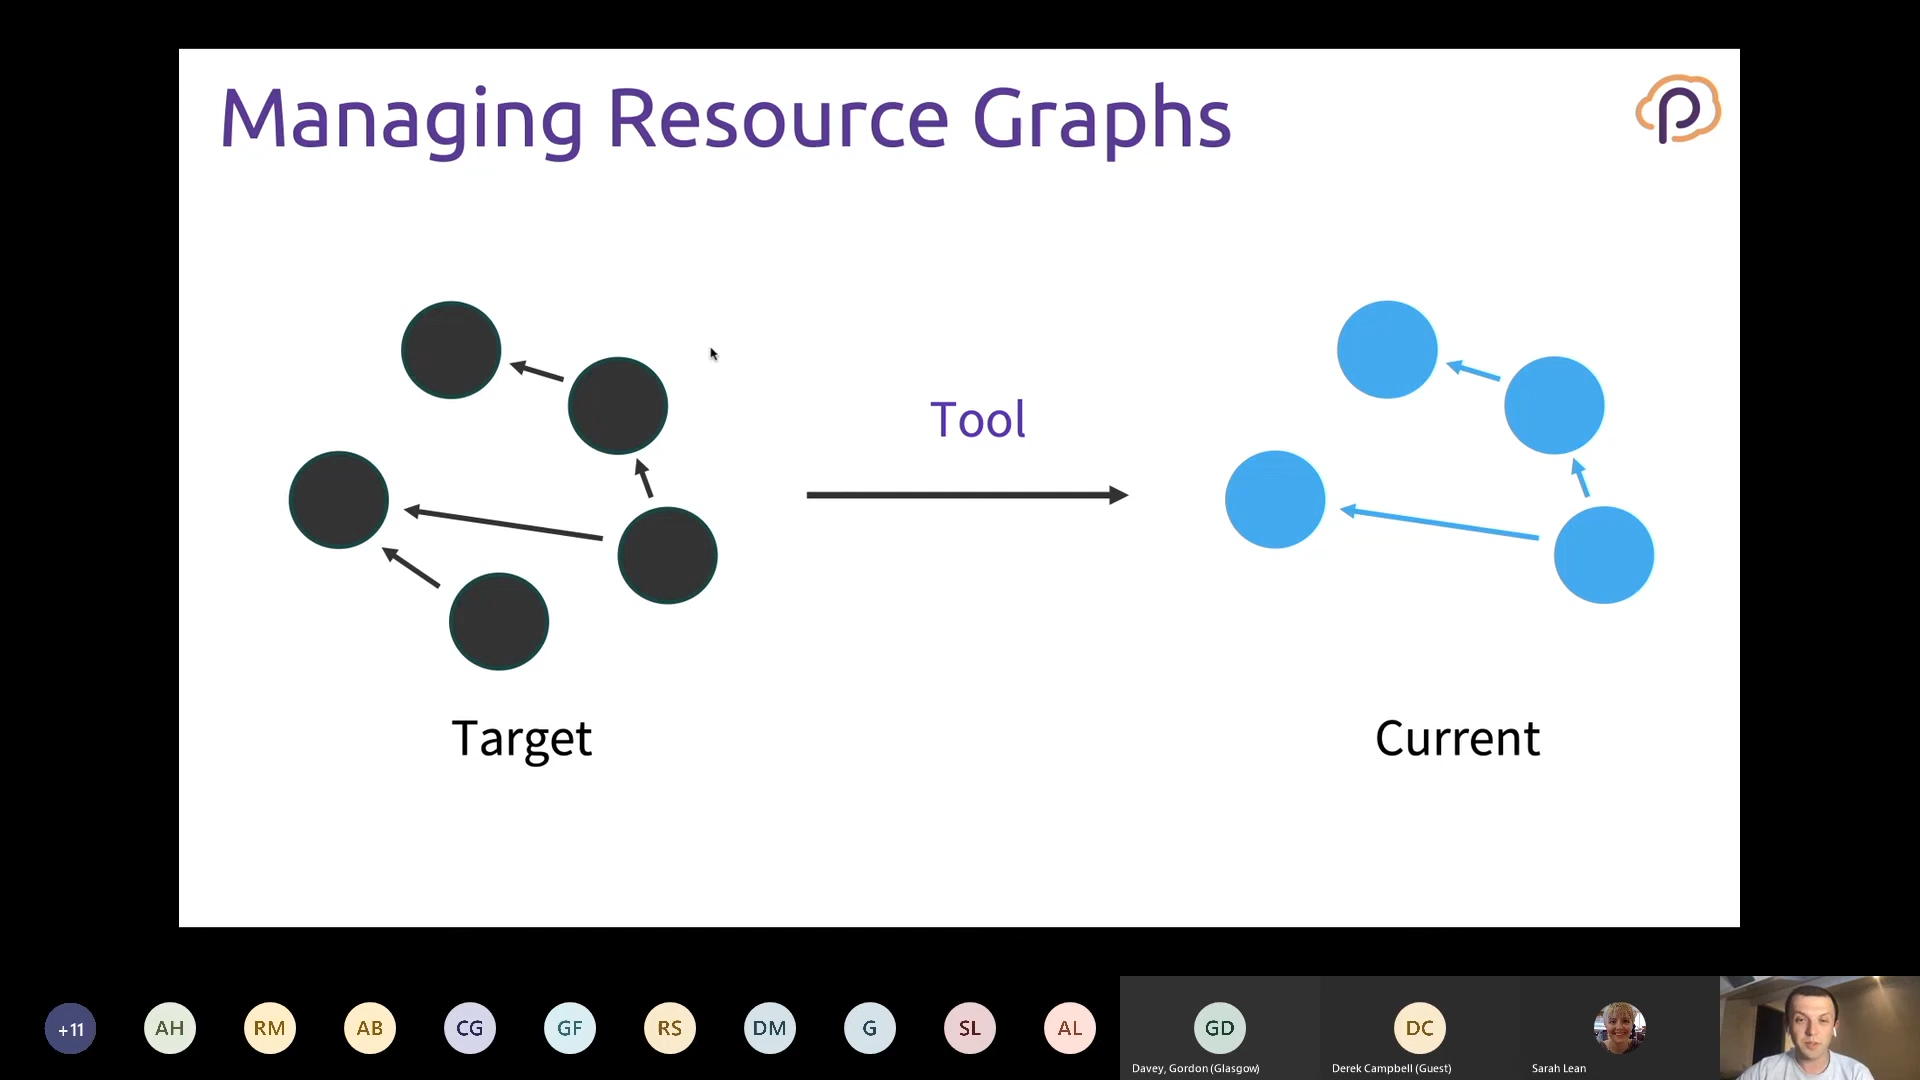 Managing Resource Graphs
Tool
Target
Current
+11
AH
RM
AB
CG
GF
RS
DM
G
SL
AL
GD
DC
Davey, Gordon (Glasgow)
Derek Campbell (Guest)
Sarah Lean